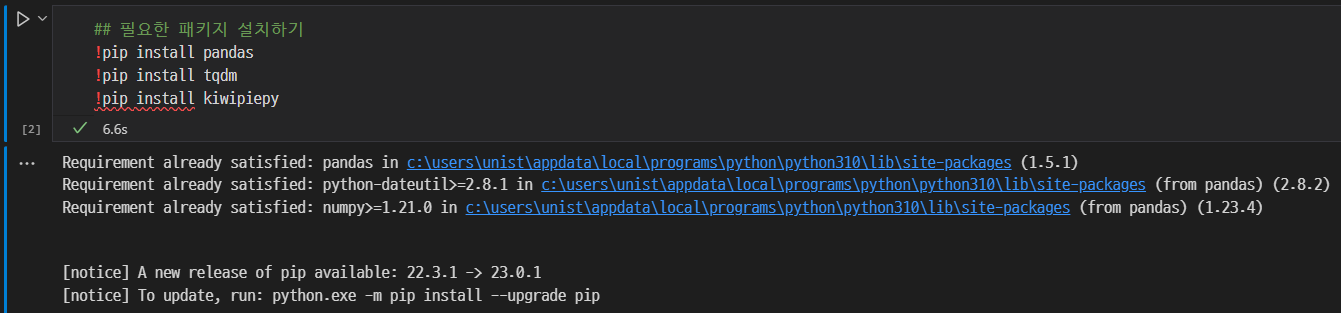 ## 필요한 패키지 설치하기
!pip install pandas
!pip install tqdm
!pip install kiwipiepy
[2] 6.6s
Requirement already satisfied: pandas in c:\users\unist\appdata\local\programs\python\python310\lib\site-packages (1.5.1)
Requirement already satisfied: python-dateutil>=2.8.1 in c:\users\unist\appdata\local\programs\python\python310\lib\site-packages (from pandas) (2.8.2)
Requirement already satisfied: numpy>=1.21.0 in c:\users\unist\appdata\local\programs\python\python310\lib\site-packages (from pandas) (1.23.4)
[notice] A new release of pip available: 22.3.1 -> 23.0.1
[notice] To update, run: python.exe -m pip install --upgrade pip